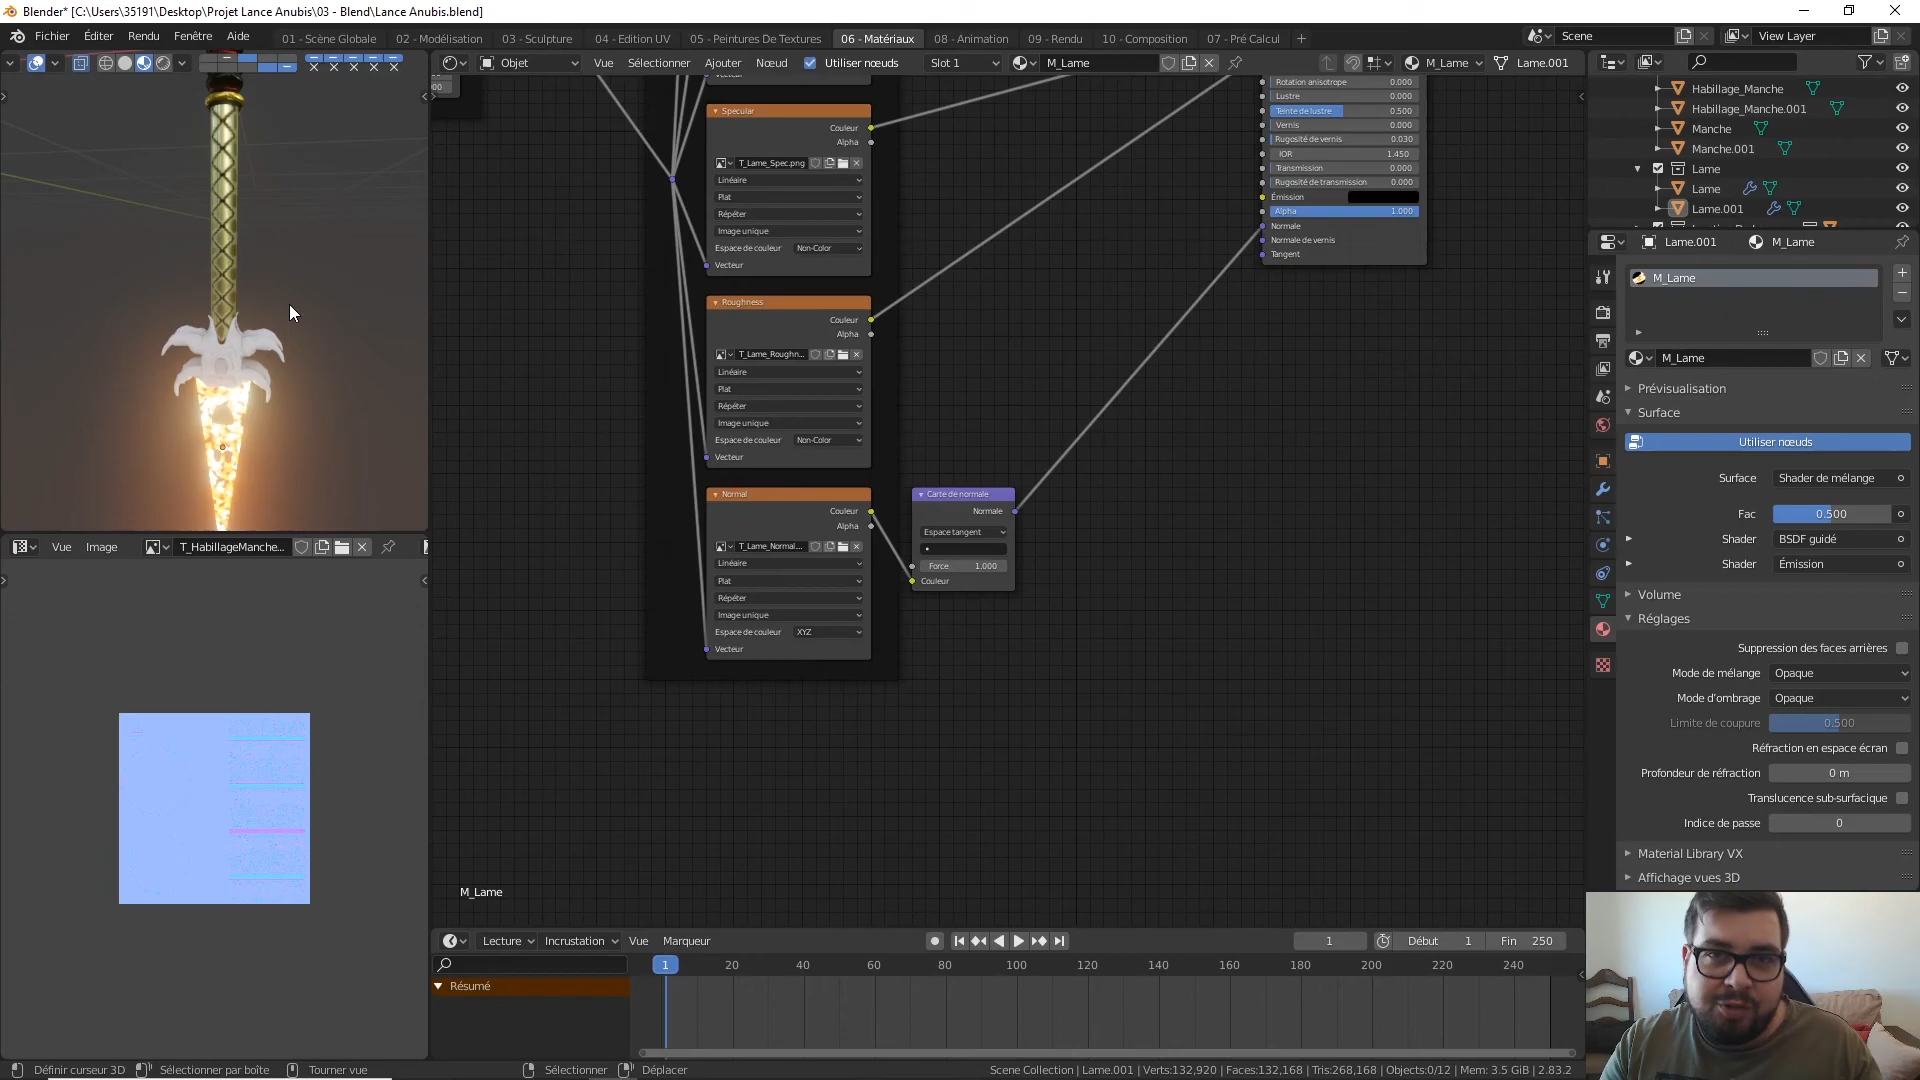 Blender* [C:\Users\35191\Desktop\Projet Lance Anubis\03 - Blend\Lance Anubis.blend]
Fichier Éditer Rendu Fenêtre Aide 01 - Scène Globale 02 - Modélisation 03 - Sculpture 04 - Edition UV 05 - Peintures De Textures 06 - Matériaux 08 - Animation 09 - Rendu 10 - Composition 07 - Pré Calcul + Scene View Layer
Objet Vue Sélectionner Ajouter Nœud Utiliser nœuds Slot 1 M_Lame M_Lame Lame.001
Habillage_Manche
Habillage_Manche.001
Manche
Manche.001
Lame
Lame
Lame.001
Lame.001 M_Lame
M_Lame
M_Lame
Prévisualisation
Surface
Utiliser nœuds
Surface Shader de mélange
Fac 0.500
Shader BSDF guidé
Shader Émission
Volume
Réglages
Suppression des faces arrières
Mode de mélange Opaque
Mode d'ombrage Opaque
Limite de coupure 0.500
Réfraction en espace écran
Profondeur de réfraction 0 m
Translucence sub-surfacique
Indice de passe 0
Material Library VX
Affichage vues 3D
Rotation anisotrope 0.000
Lustre 0.000
Teinte de lustre 0.500
Vernis 0.000
Rugosité de vernis 0.030
IOR 1.450
Transmission 0.000
Rugosité de transmission 0.000
Émission
Alpha 1.000
Normale
Normale de vernis
Tangent
Specular
Couleur
Alpha
T_Lame_Spec.png
Linéaire
Plat
Répéter
Image unique
Espace de couleur Non-Color
Vecteur
Roughness
Couleur
Alpha
T_Lame_Roughn...
Linéaire
Plat
Répéter
Image unique
Espace de couleur Non-Color
Vecteur
Normal
Couleur
Alpha
T_Lame_Normal...
Linéaire
Plat
Répéter
Image unique
Espace de couleur XYZ
Vecteur
Carte de normale
Normale
Espace tangent
Force 1.000
Couleur
M_Lame
Vue Image T_HabillageManche...
Lecture Incrustation Vue Marqueur 1 Début 1 Fin 250
1 20 40 60 80 100 120 140 160 180 200 220 240
Résumé
Définir curseur 3D Sélectionner par boîte Tourner vue Sélectionner Déplacer Scene Collection | Lame.001 | Verts:132,920 | Faces:132,168 | Tris:268,168 | Objects:0/12 | Mem: 3.5 GiB | 2.83.2